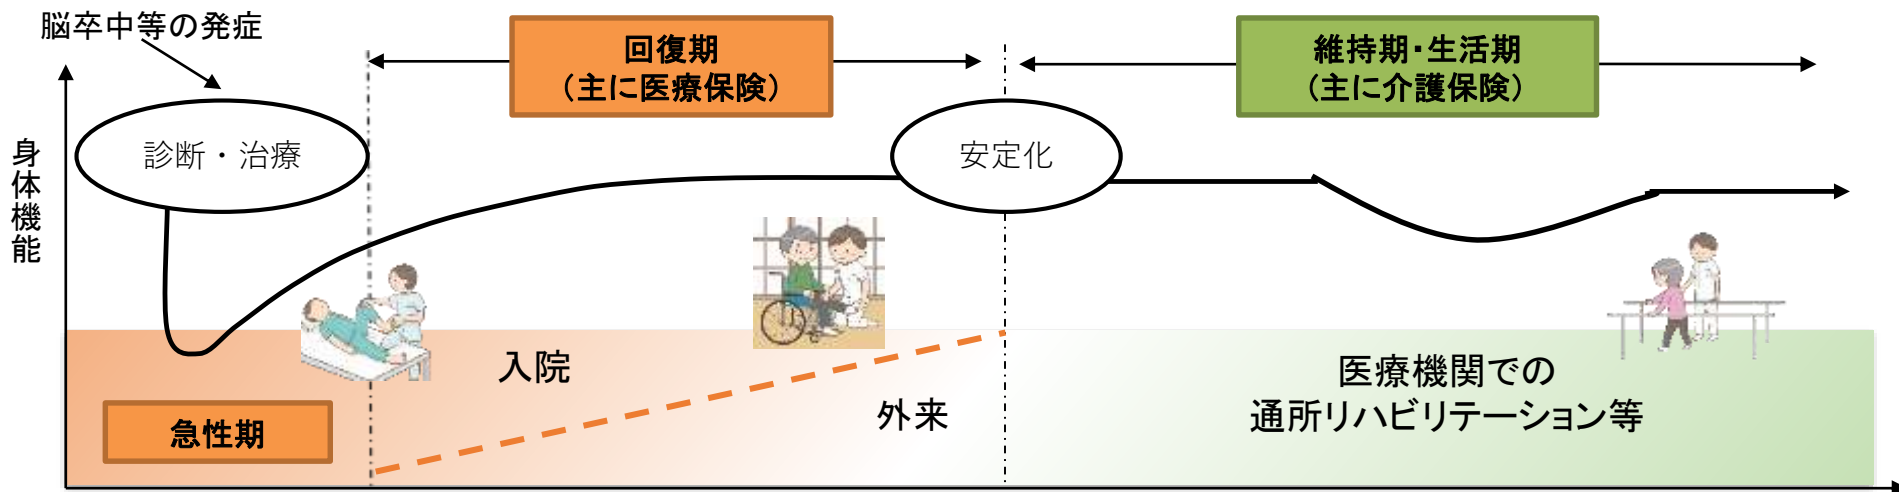 脳卒中等の発症
回復期
（主に医療保険）
維持期・生活期
（主に介護保険）
身体機能
診断・治療
安定化
入院
外来
急性期
医療機関での
通所リハビリテーション等